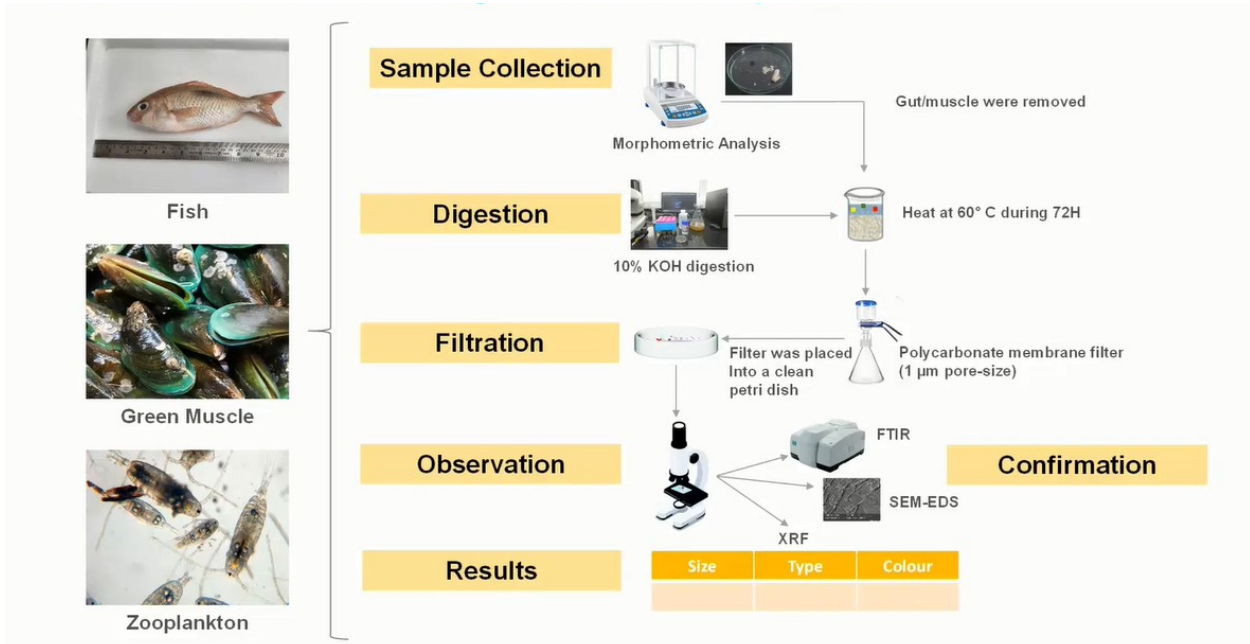 Fish
Green Muscle
Zooplankton
Sample Collection
Morphometric Analysis
Gut/muscle were removed
Digestion
10% KOH digestion
Heat at 60° C during 72H
Filtration
Filter was placed
Into a clean
petri dish
Polycarbonate membrane filter
(1 µm pore-size)
Observation
FTIR
SEM-EDS
XRF
Confirmation
Results
Size Type Colour